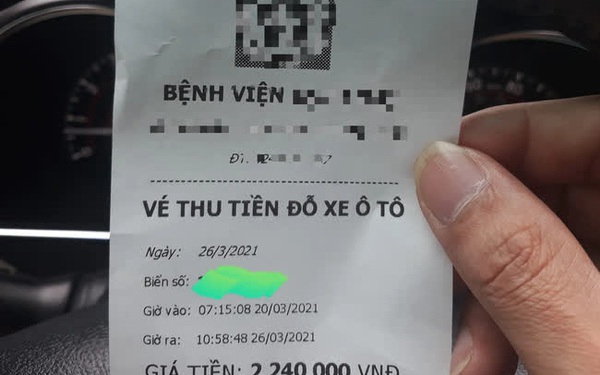 BỆNH VIỆN
VÉ THU TIỀN ĐỖ XE Ô TÔ
Ngày: 26/3/2021
Biển số:
Giờ vào: 07:15:08 20/03/2021
Giờ ra: 10:58:48 26/03/2021
GIÁ TIỀN: 2,240,000 VNĐ